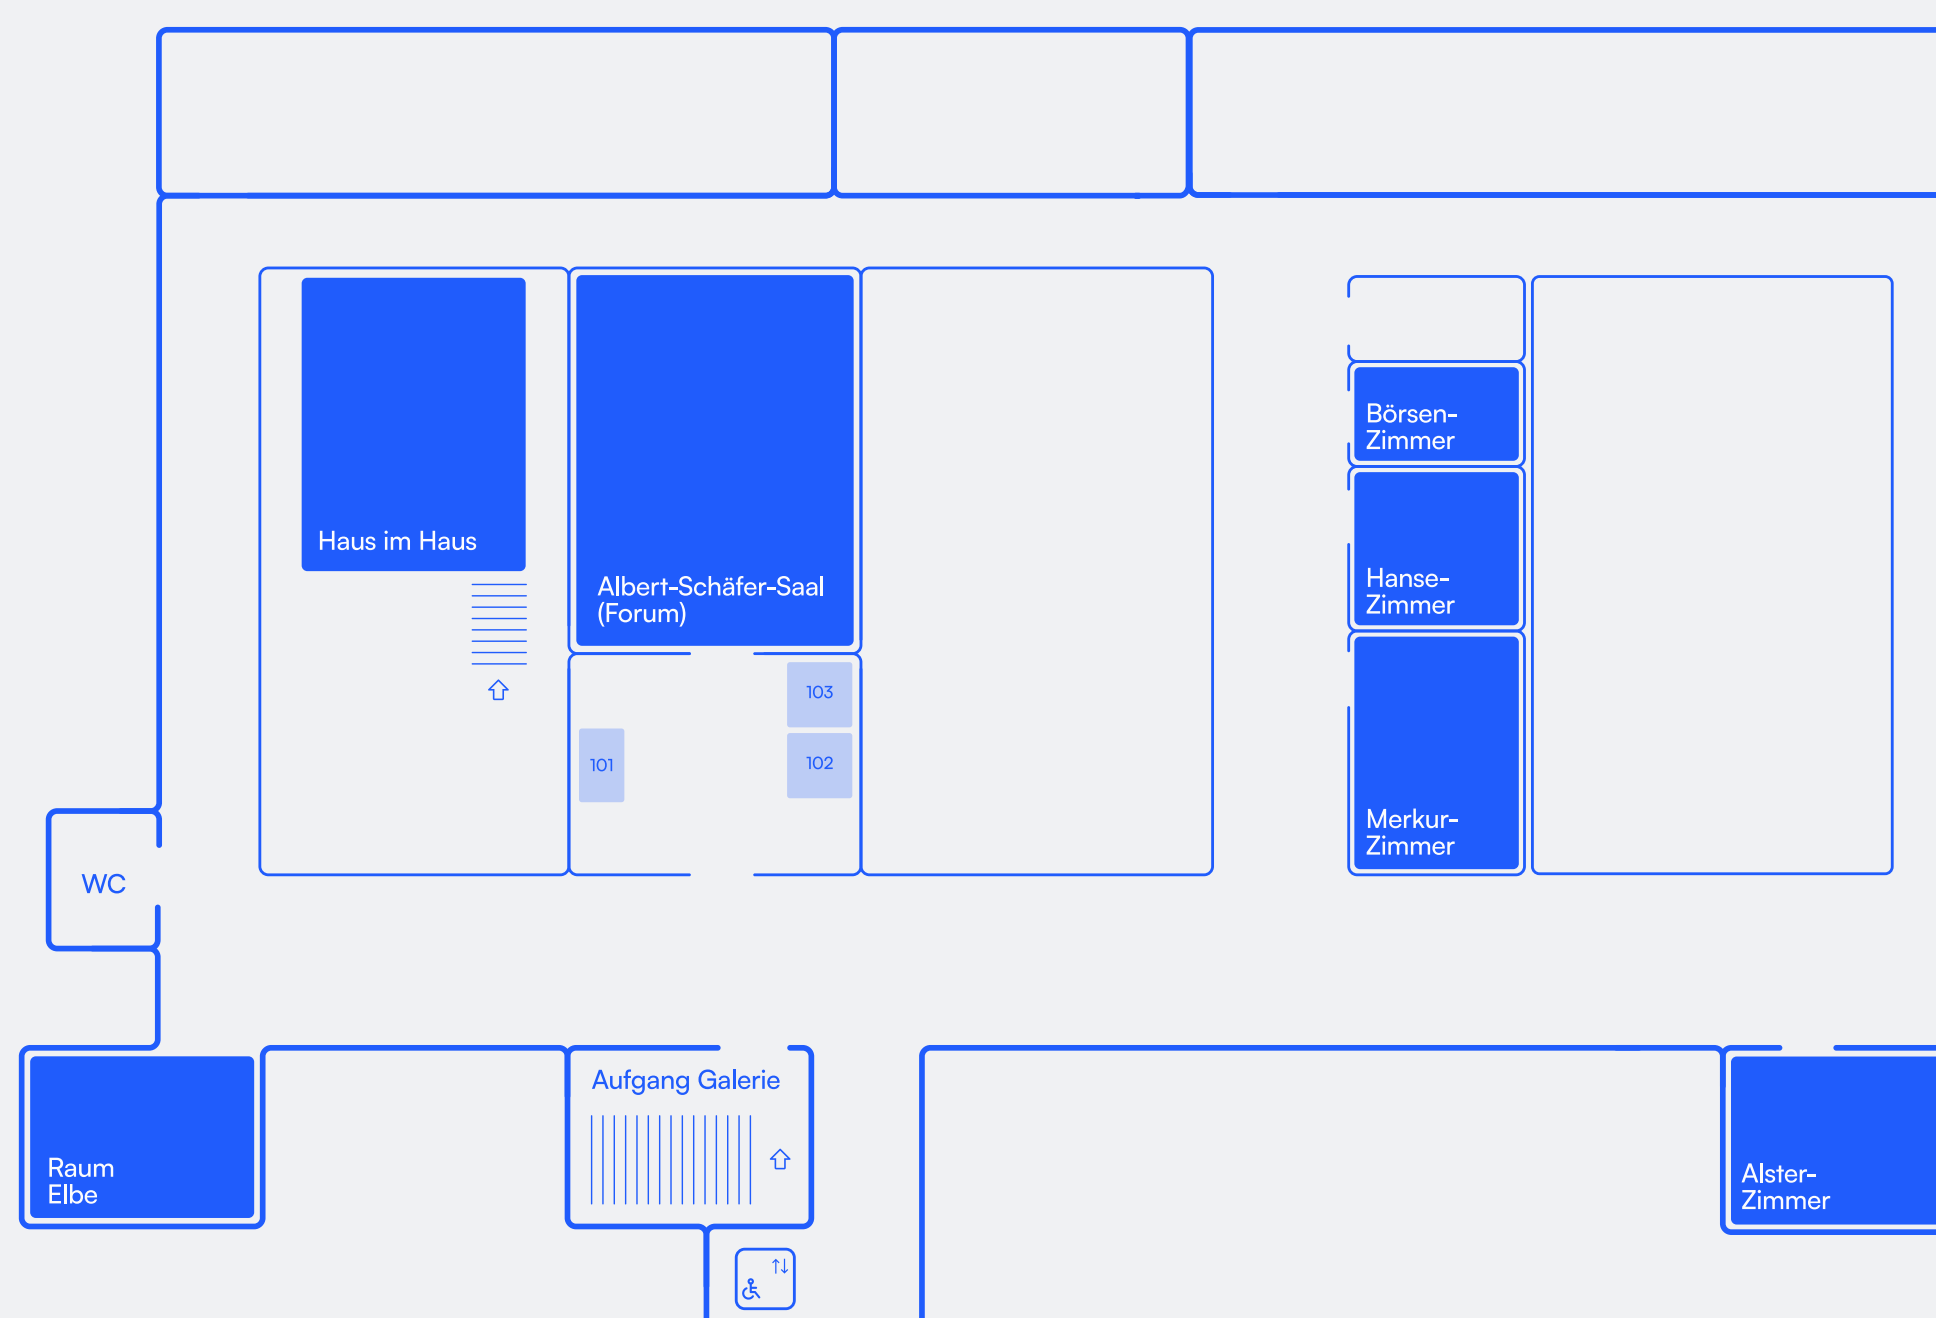 Börsen-
Zimmer
Haus im Haus
Albert-Schäfer-Saal
(Forum)
Hanse-
Zimmer
103
102
101
Merkur-
Zimmer
WC
Aufgang Galerie
Raum
Elbe
Alster-
Zimmer